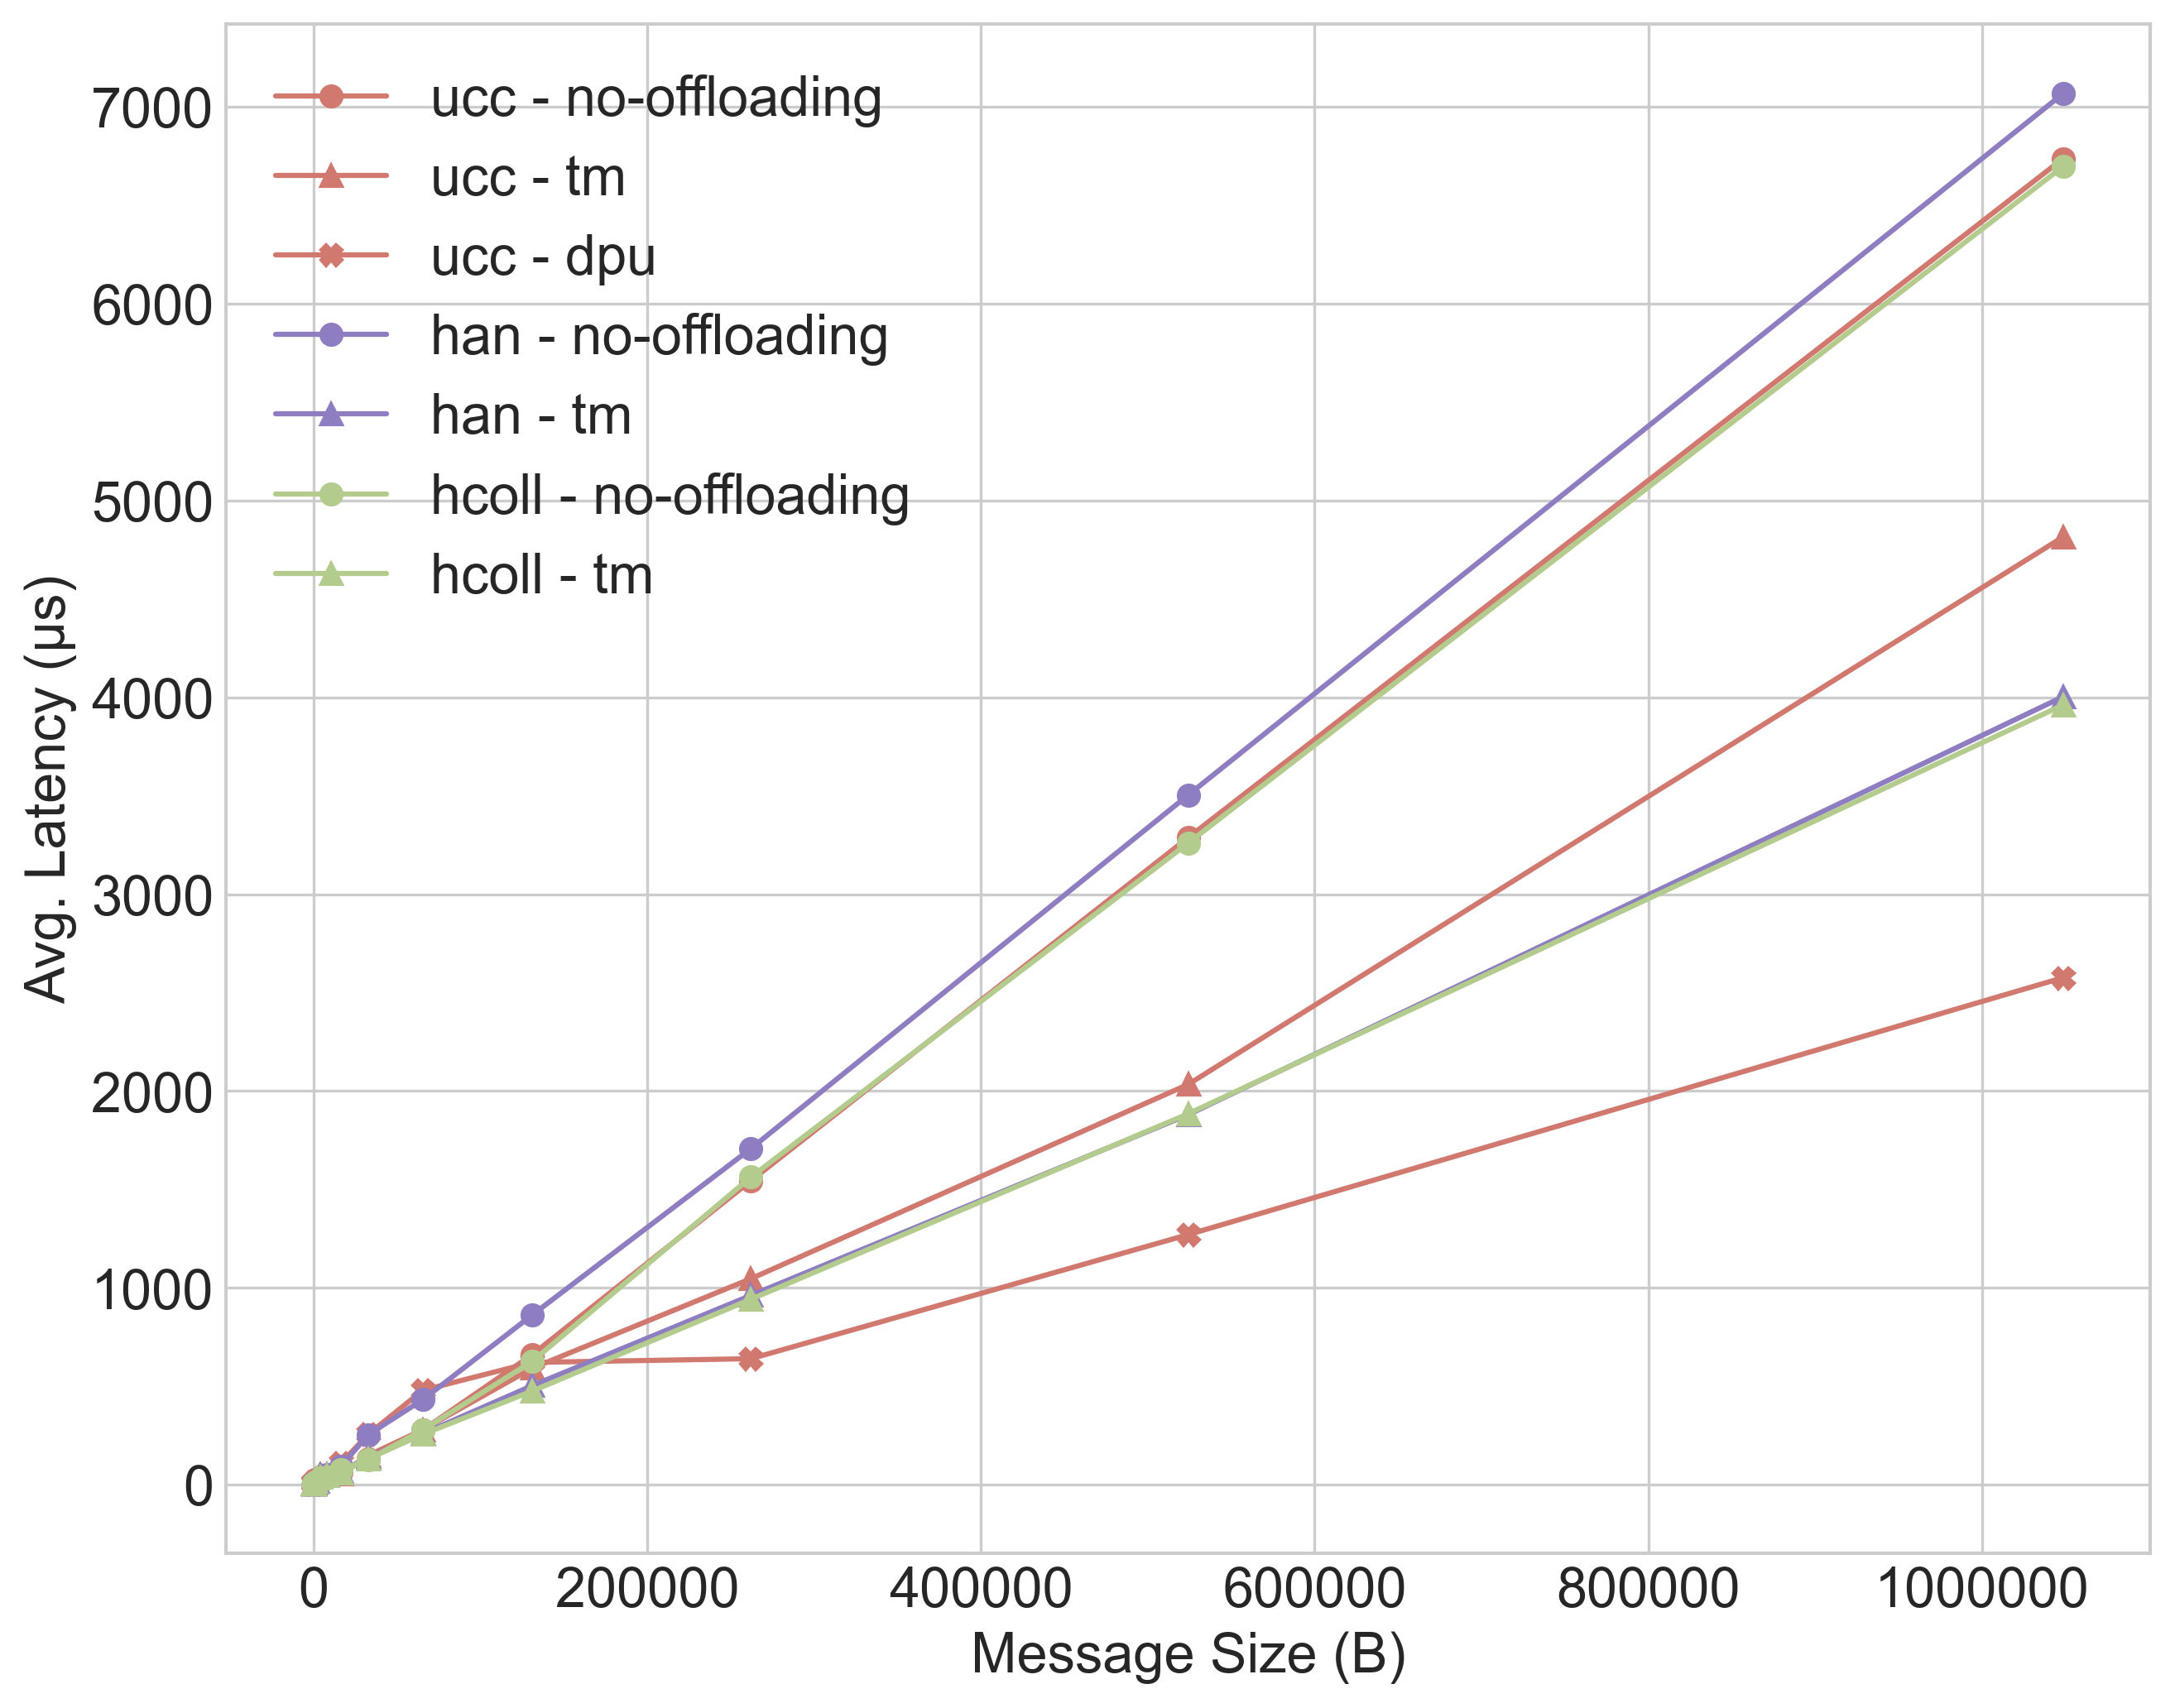 ucc - no-offloading
ucc - tm
ucc - dpu
han - no-offloading
han - tm
hcoll - no-offloading
hcoll - tm
7000
6000
5000
4000
3000
2000
1000
0
Avg. Latency (µs)
0 200000 400000 600000 800000 1000000
Message Size (B)